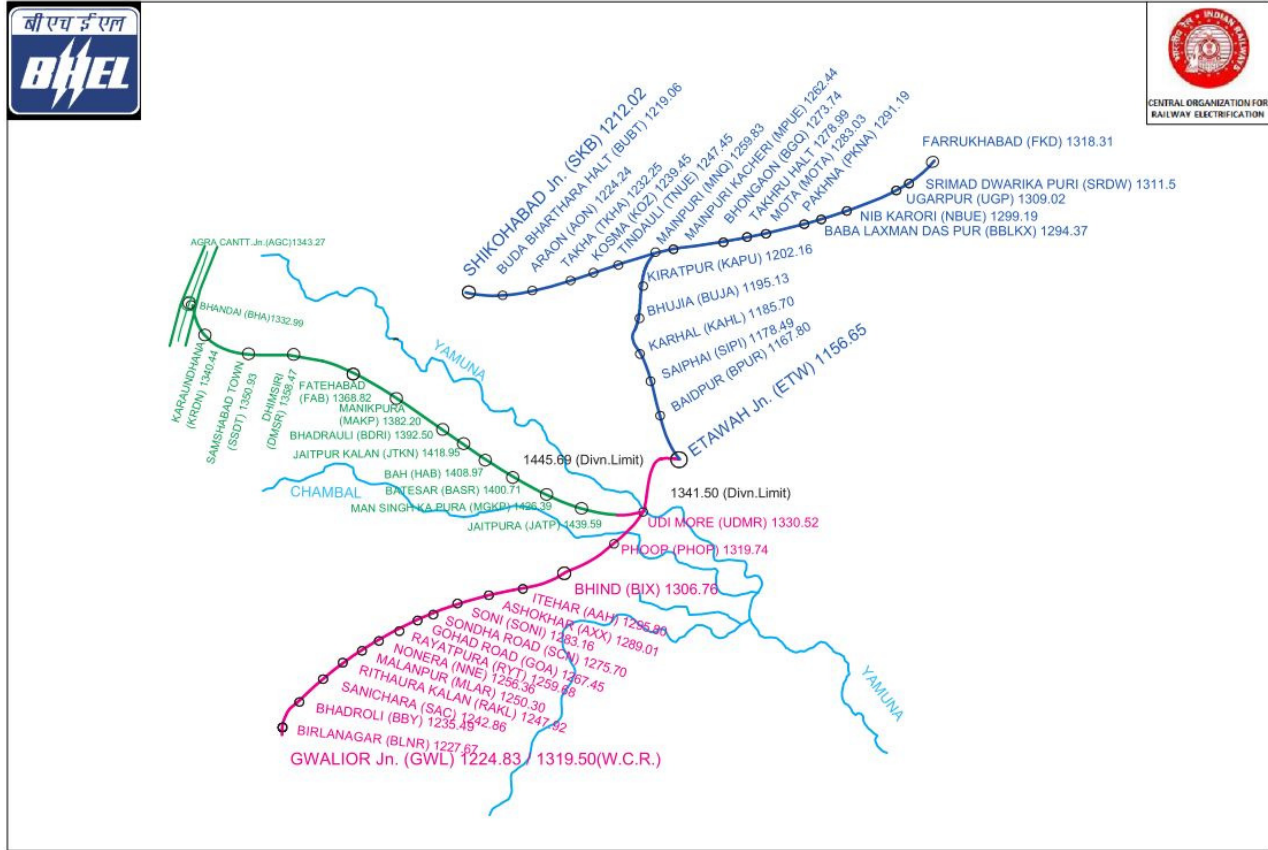 बी एच ई एल
BHEL
भारतीय रेल INDIAN RAILWAYS
CENTRAL ORGANIZATION FOR
RAILWAY ELECTRIFICATION
SHIKOHABAD Jn. (SKB) 1212.02
BUDA BHARTHARA HALT (BUBT) 1219.06
ARAON (AON) 1224.24
TAKHA (TKHA) 1232.25
KOSMA (KOZ) 1239.45
TINDAULI (TNUE) 1247.45
MAINPURI (MNQ) 1259.83
MAINPURI KACHERI (MPUE) 1262.44
BHONGAON (BGQ) 1273.74
TAKHRU HALT 1278.99
MOTA (MOTA) 1283.03
PAKHNA (PKNA) 1291.19
FARRUKHABAD (FKD) 1318.31
SRIMAD DWARIKA PURI (SRDW) 1311.5
UGARPUR (UGP) 1309.02
NIB KARORI (NBUE) 1299.19
BABA LAXMAN DAS PUR (BBLKX) 1294.37
KIRATPUR (KAPU) 1202.16
BHUJIA (BUJA) 1195.13
KARHAL (KAHL) 1185.70
SAIPHAI (SIPI) 1178.49
BAIDPUR (BPUR) 1167.80
ETAWAH Jn. (ETW) 1156.65
AGRA CANTT.Jn.(AGC)1343.27
BHANDAI (BHA)1332.99
KARAUNDHANA
(KRDN) 1340.44
SAMSHABAD TOWN
(SSDT) 1350.93
DHIMSIRI
(DMSR) 1358.47
FATEHABAD
(FAB) 1368.82
MANIKPURA
(MAKP) 1382.20
BHADRAULI (BDRI) 1392.50
JAITPUR KALAN (JTKN) 1418.95
BAH (HAB) 1408.97
BATESAR (BASR) 1400.71
MAN SINGH KA PURA (MGKP) 1426.39
JAITPURA (JATP) 1439.59
YAMUNA
CHAMBAL
1445.69 (Divn.Limit)
1341.50 (Divn.Limit)
UDI MORE (UDMR) 1330.52
PHOOP (PHOP) 1319.74
BHIND (BIX) 1306.76
ITEHAR (AAH) 1295.80
ASHOKHAR (AXX) 1289.01
SONI (SONI) 1283.16
SONDHA ROAD (SCN) 1275.70
GOHAD ROAD (GOA) 1267.45
RAYATPURA (RYT) 1259.68
NONERA (NNE) 1256.36
MALANPUR (MLAR) 1250.30
RITHAURA KALAN (RAKL) 1247.92
SANICHARA (SAC) 1242.86
BHADROLI (BBY) 1235.49
BIRLANAGAR (BLNR) 1227.67
GWALIOR Jn. (GWL) 1224.83 / 1319.50(W.C.R.)
YAMUNA